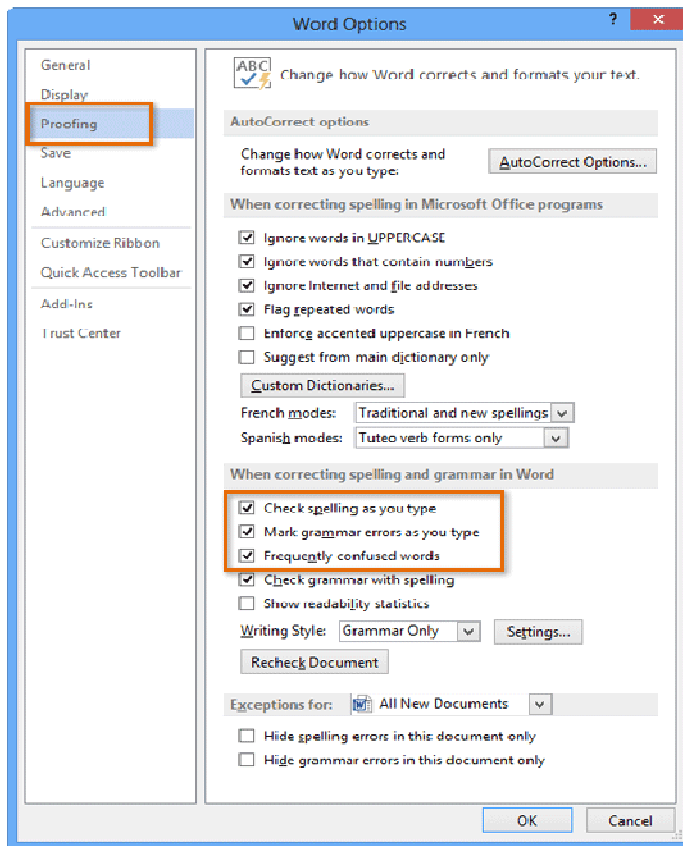 Word Options
?
General
Display
Proofing
Save
Language
Advanced
Customize Ribbon
Quick Access Toolbar
Add-Ins
Trust Center
ABC
Change how Word corrects and formats your text.
AutoCorrect options
Change how Word corrects and
formats text as you type:
AutoCorrect Options...
When correcting spelling in Microsoft Office programs
Ignore words in UPPERCASE
Ignore words that contain numbers
Ignore Internet and file addresses
Flag repeated words
Enforce accented uppercase in French
Suggest from main dictionary only
Custom Dictionaries...
French modes: Traditional and new spellings
Spanish modes: Tuteo verb forms only
When correcting spelling and grammar in Word
Check spelling as you type
Mark grammar errors as you type
Frequently confused words
Check grammar with spelling
Show readability statistics
Writing Style: Grammar Only Settings...
Recheck Document
Exceptions for: All New Documents
Hide spelling errors in this document only
Hide grammar errors in this document only
OK Cancel